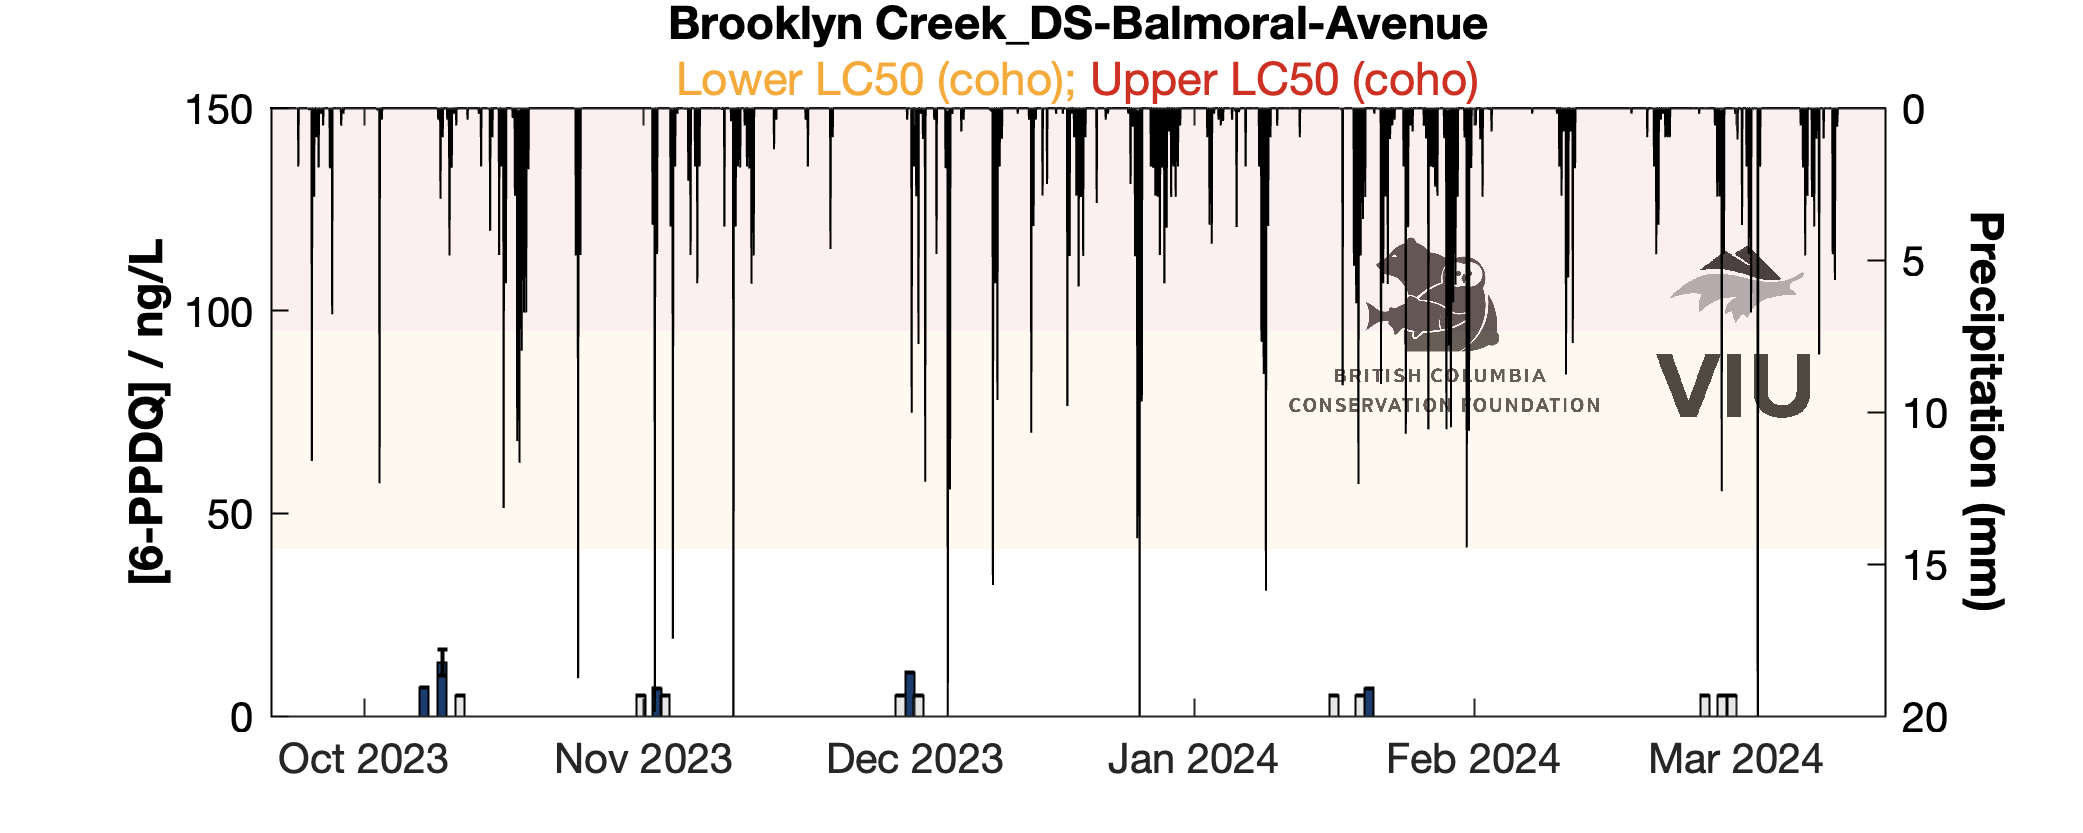 Brooklyn Creek_DS-Balmoral-Avenue
Lower LC50 (coho); Upper LC50 (coho)
150
100
50
0
[6-PPDQ] / ng/L
0
5
10
15
20
Precipitation (mm)
BRITISH COLUMBIA
CONSERVATION FOUNDATION
VIU
Oct 2023
Nov 2023
Dec 2023
Jan 2024
Feb 2024
Mar 2024